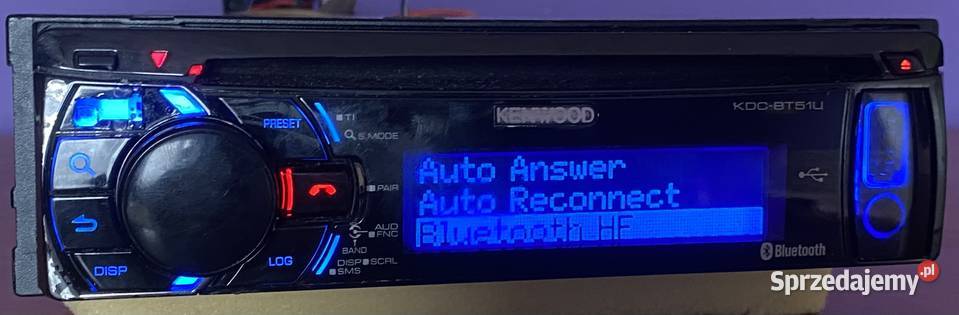 KENWOOD
KDC-BT51U
PRESET
TI
S.MODE
Auto Answer
Auto Reconnect
Bluetooth HF
PAIR
AUD
FNC
BAND
DISP SCRL
SMS
DISP
LOG
Bluetooth
Sprzedajemy.pl